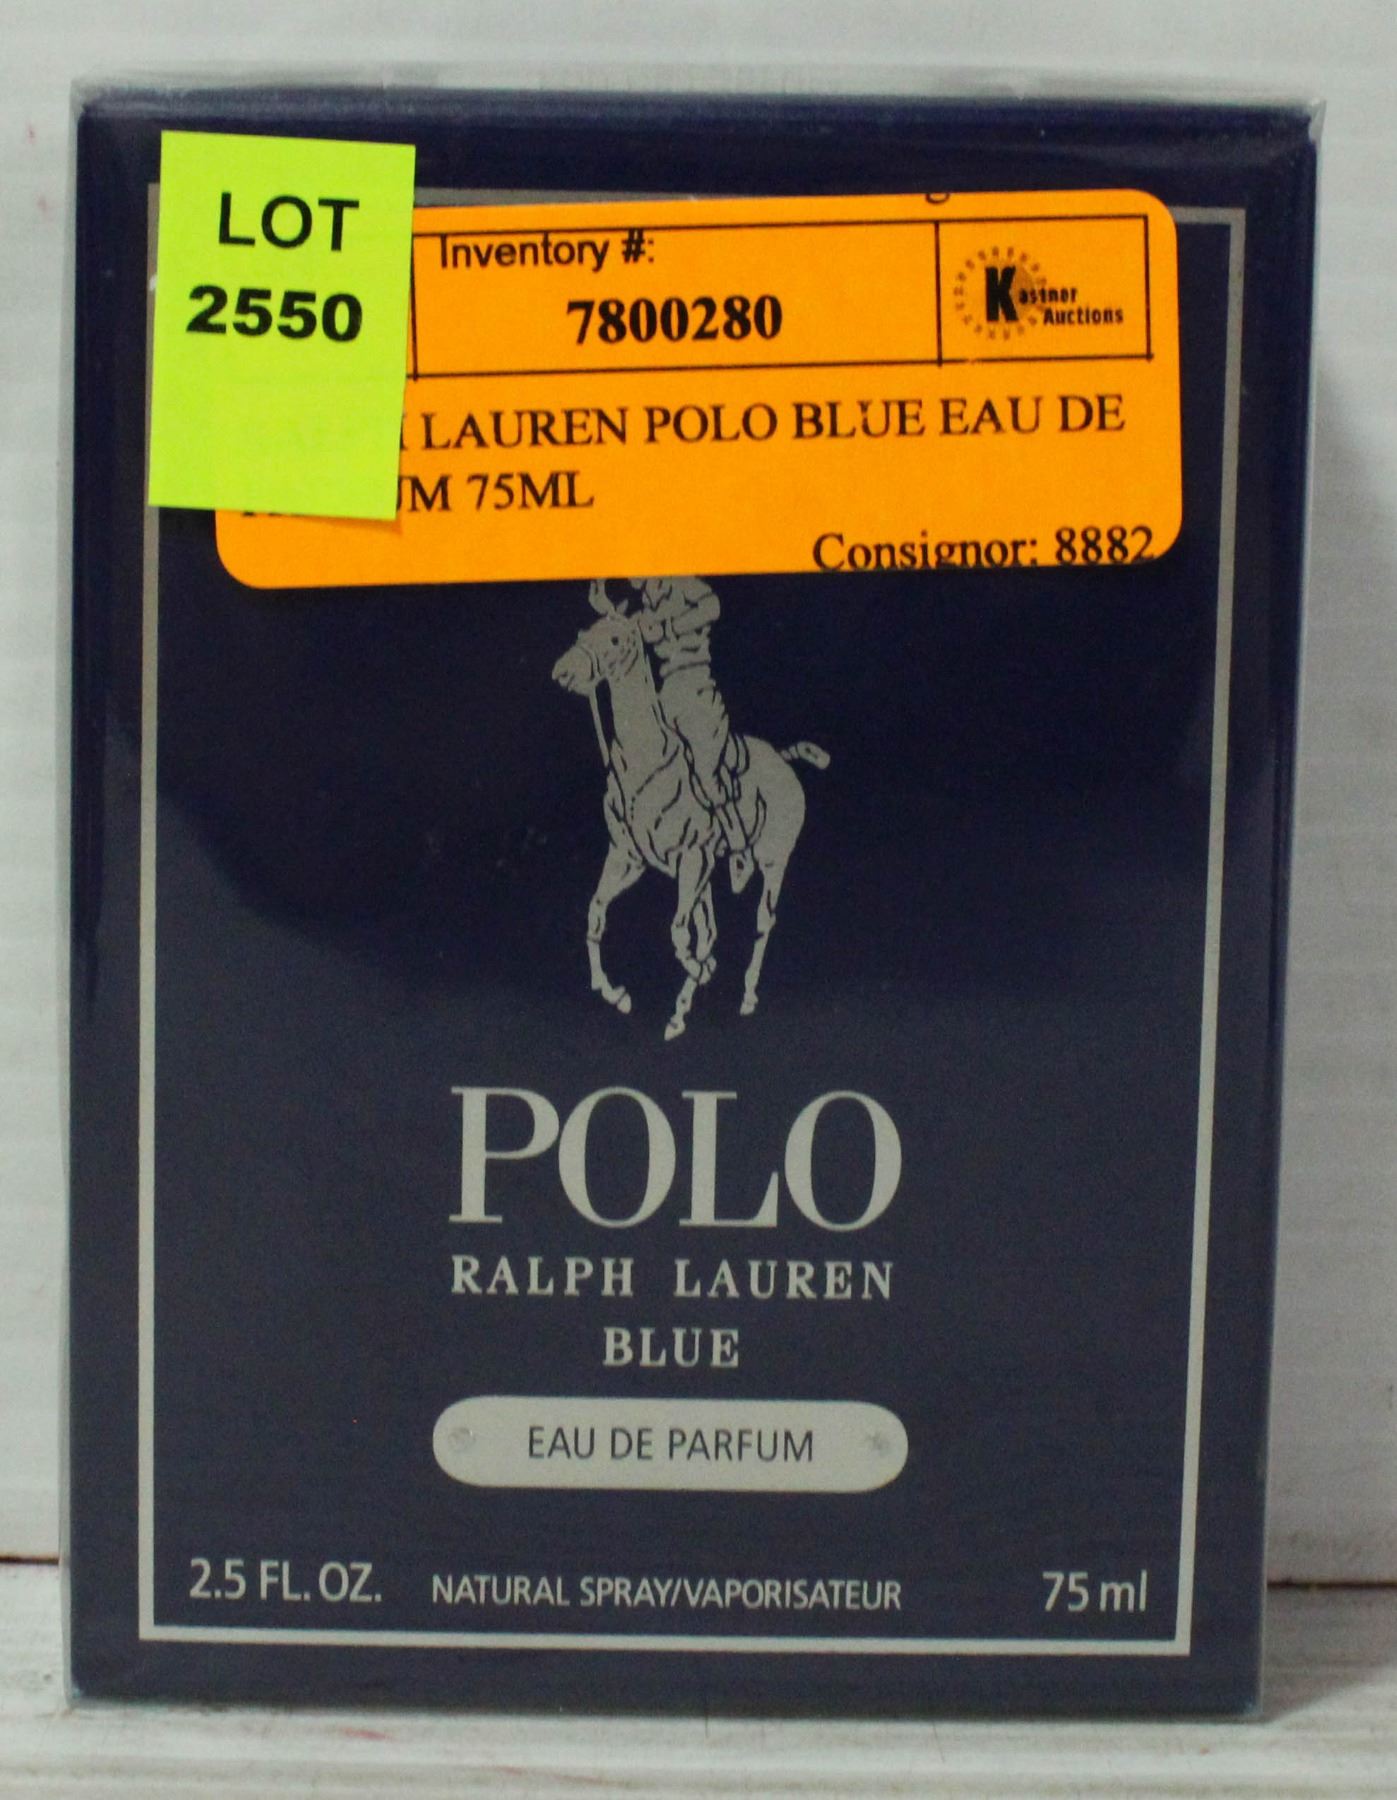 LOT
2550
Inventory #:
7800280
Kastner
Auctions
LAUREN POLO BLUE EAU DE
75ML
Consignor: 8882
POLO
RALPH LAUREN
BLUE
EAU DE PARFUM
2.5 FL. OZ. NATURAL SPRAY/VAPORISATEUR 75 ml